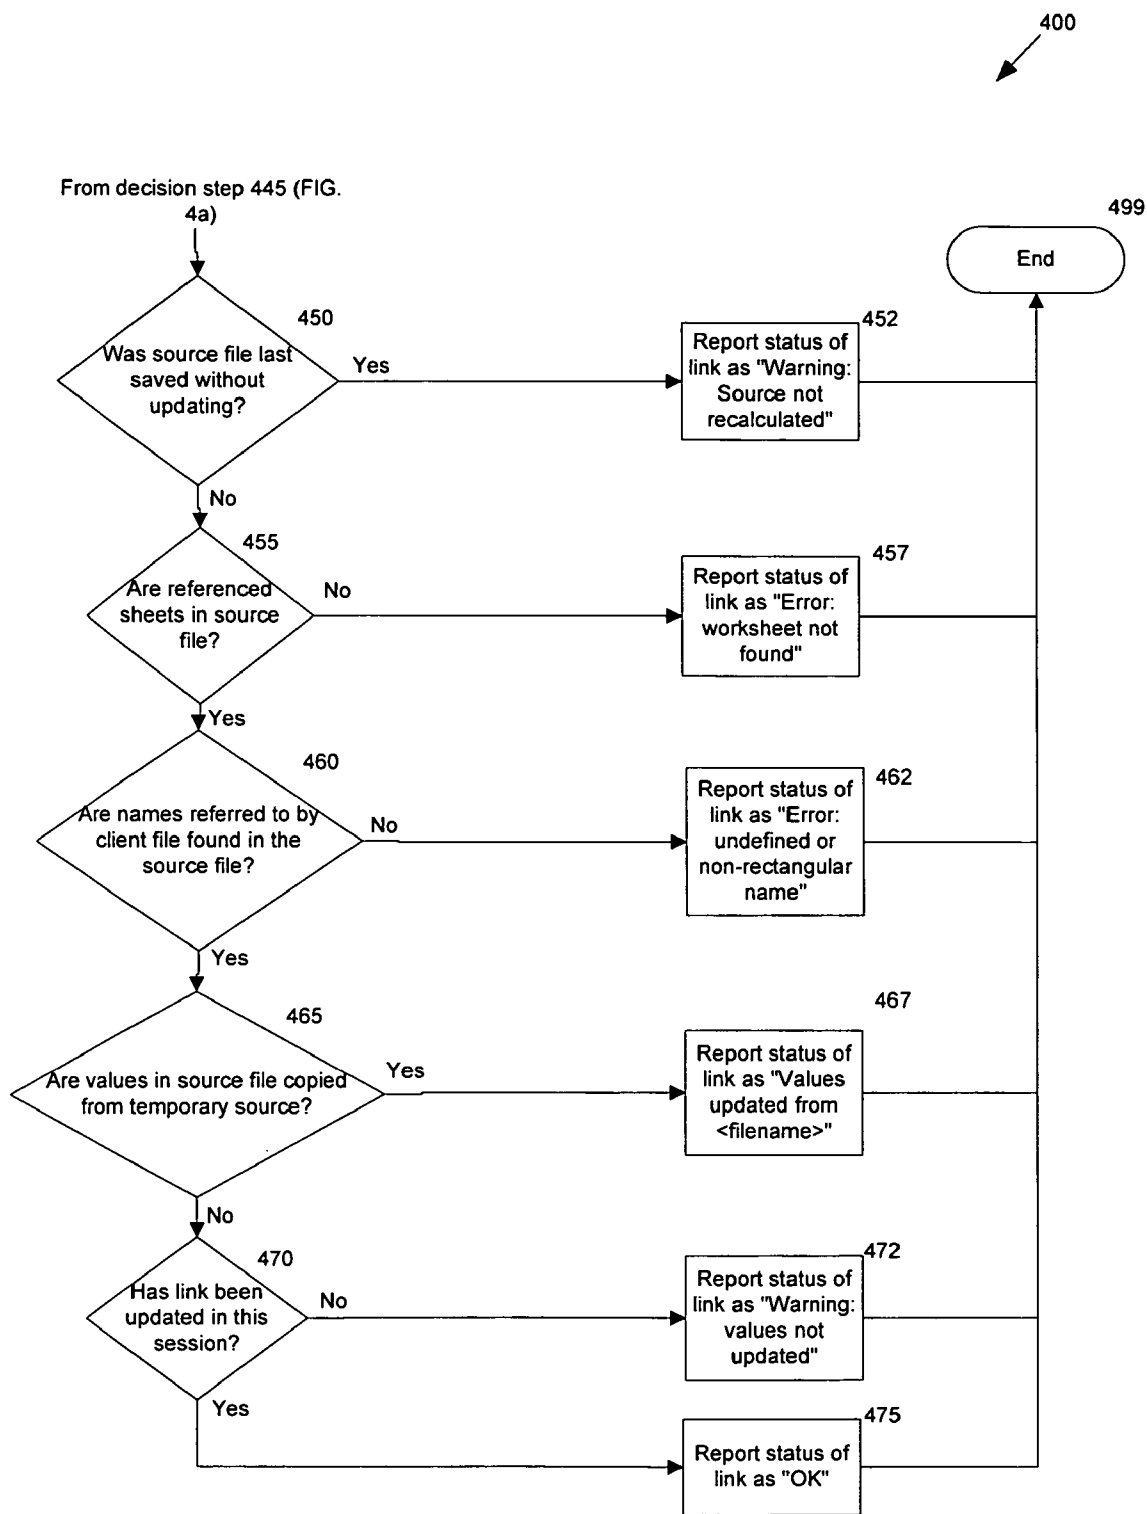 400
From decision step 445 (FIG.
4a)
499
End
450
Was source file last
saved without
updating?
Yes
452
Report status of
link as "Warning:
Source not
recalculated"
No
455
Are referenced
sheets in source
file?
No
457
Report status of
link as "Error:
worksheet not
found"
Yes
460
Are names referred to by
client file found in the
source file?
No
462
Report status of
link as "Error:
undefined or
non-rectangular
name"
Yes
465
Are values in source file copied
from temporary source?
Yes
467
Report status of
link as "Values
updated from
<filename>"
No
470
Has link been
updated in this
session?
No
472
Report status of
link as "Warning:
values not
updated"
Yes
475
Report status of
link as "OK"